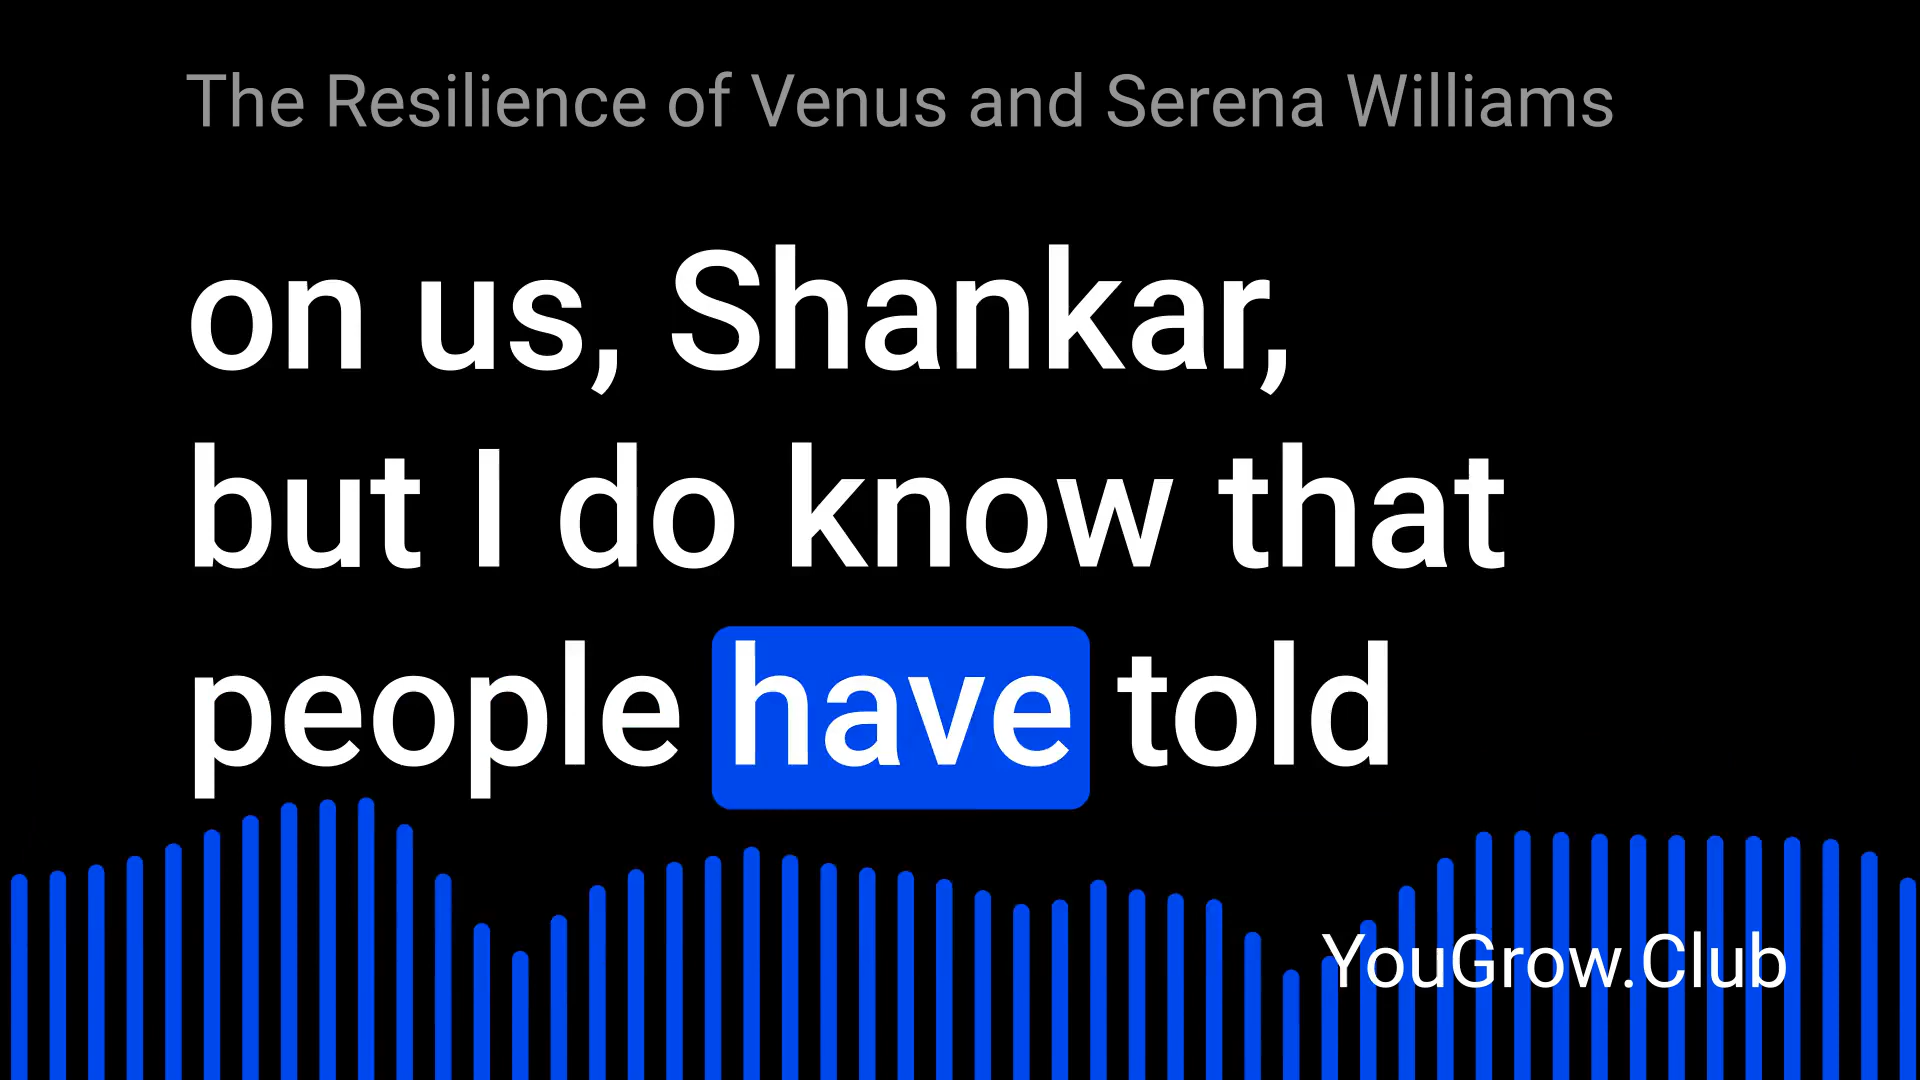 The Resilience of Venus and Serena Williams
on us, Shankar,
but I do know that
people have told
YouGrow.Club